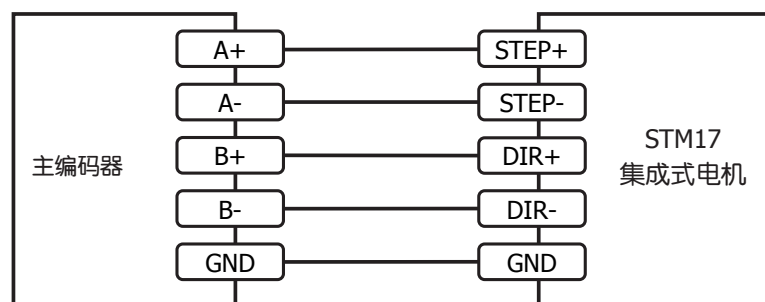 A+ STEP+
A- STEP-
主编码器
B+ DIR+
STM17
集成式电机
B- DIR-
GND GND